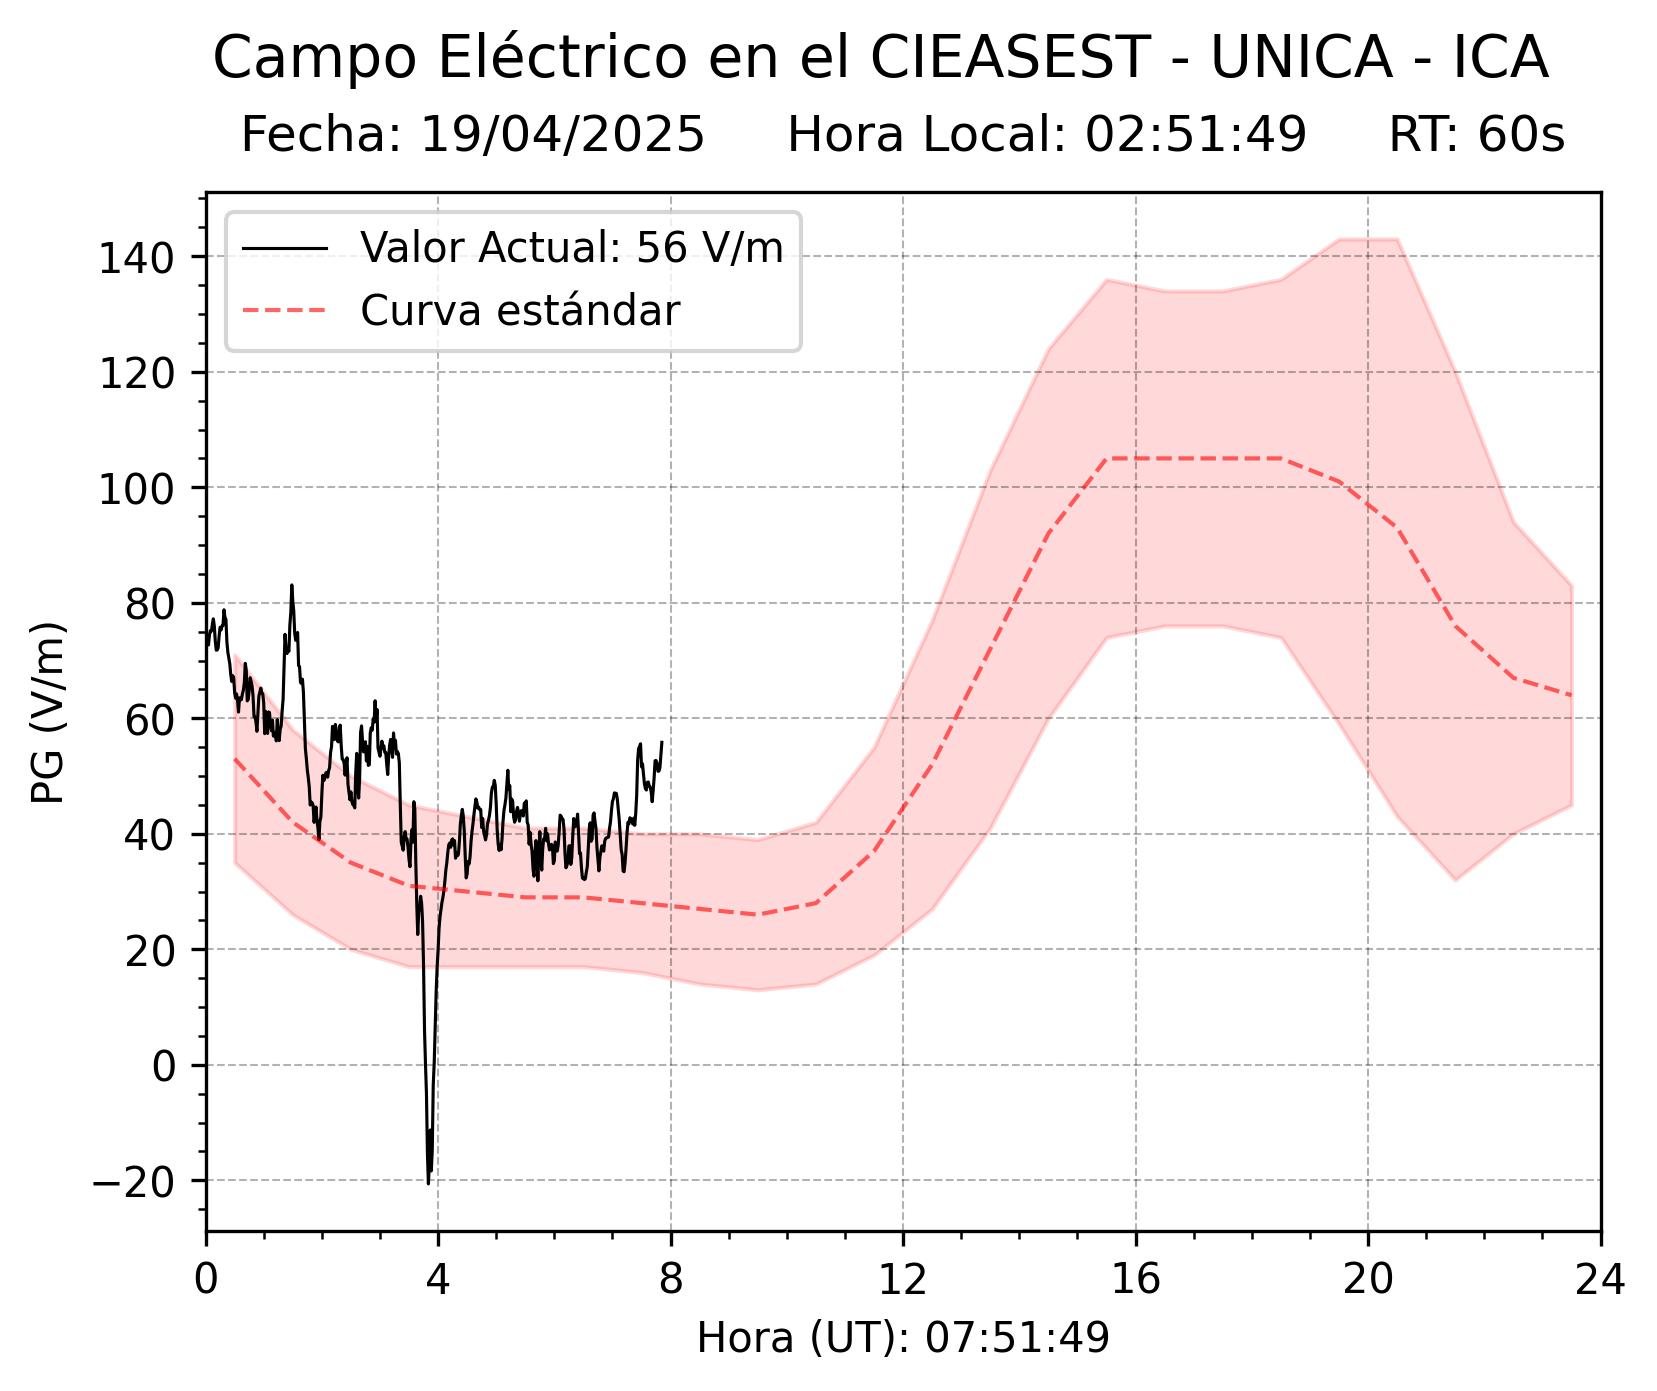 Campo Eléctrico en el CIEASEST - UNICA - ICA
Fecha: 19/04/2025 Hora Local: 02:51:49 RT: 60s
Valor Actual: 56 V/m
Curva estándar
PG (V/m)
140
120
100
80
60
40
20
0
−20
0 4 8 12 16 20 24
Hora (UT): 07:51:49